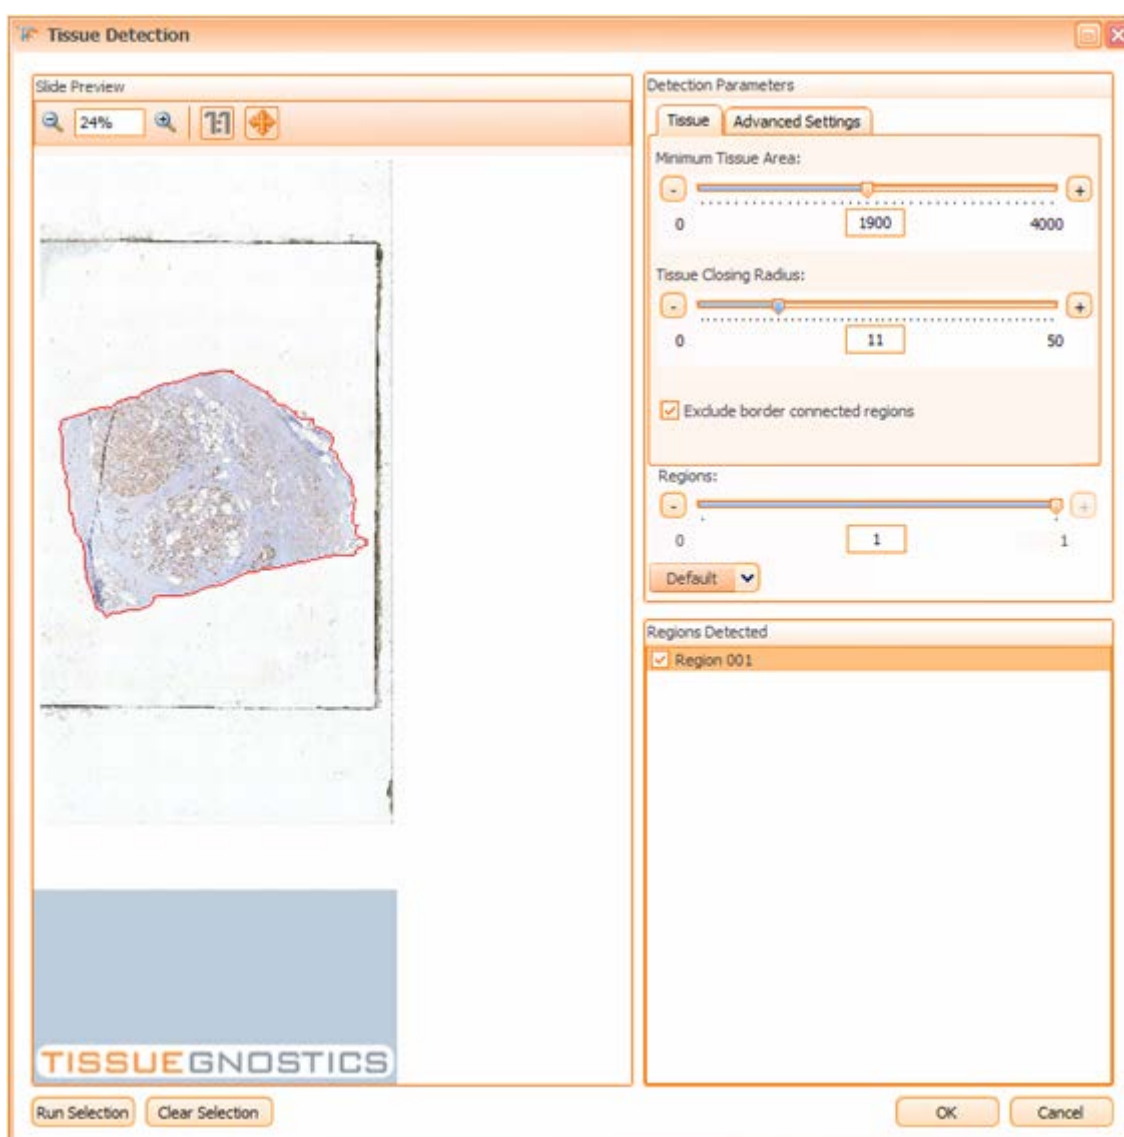 Tissue Detection
Slide Preview
24%
1:1
TISSUEGNOSTICS
Detection Parameters
Tissue Advanced Settings
Minimum Tissue Area:
- +
0 1900 4000
Tissue Closing Radius:
- +
0 11 50
Exclude border connected regions
Regions:
- +
0 1 1
Default
Regions Detected
Region 001
Run Selection Clear Selection OK Cancel